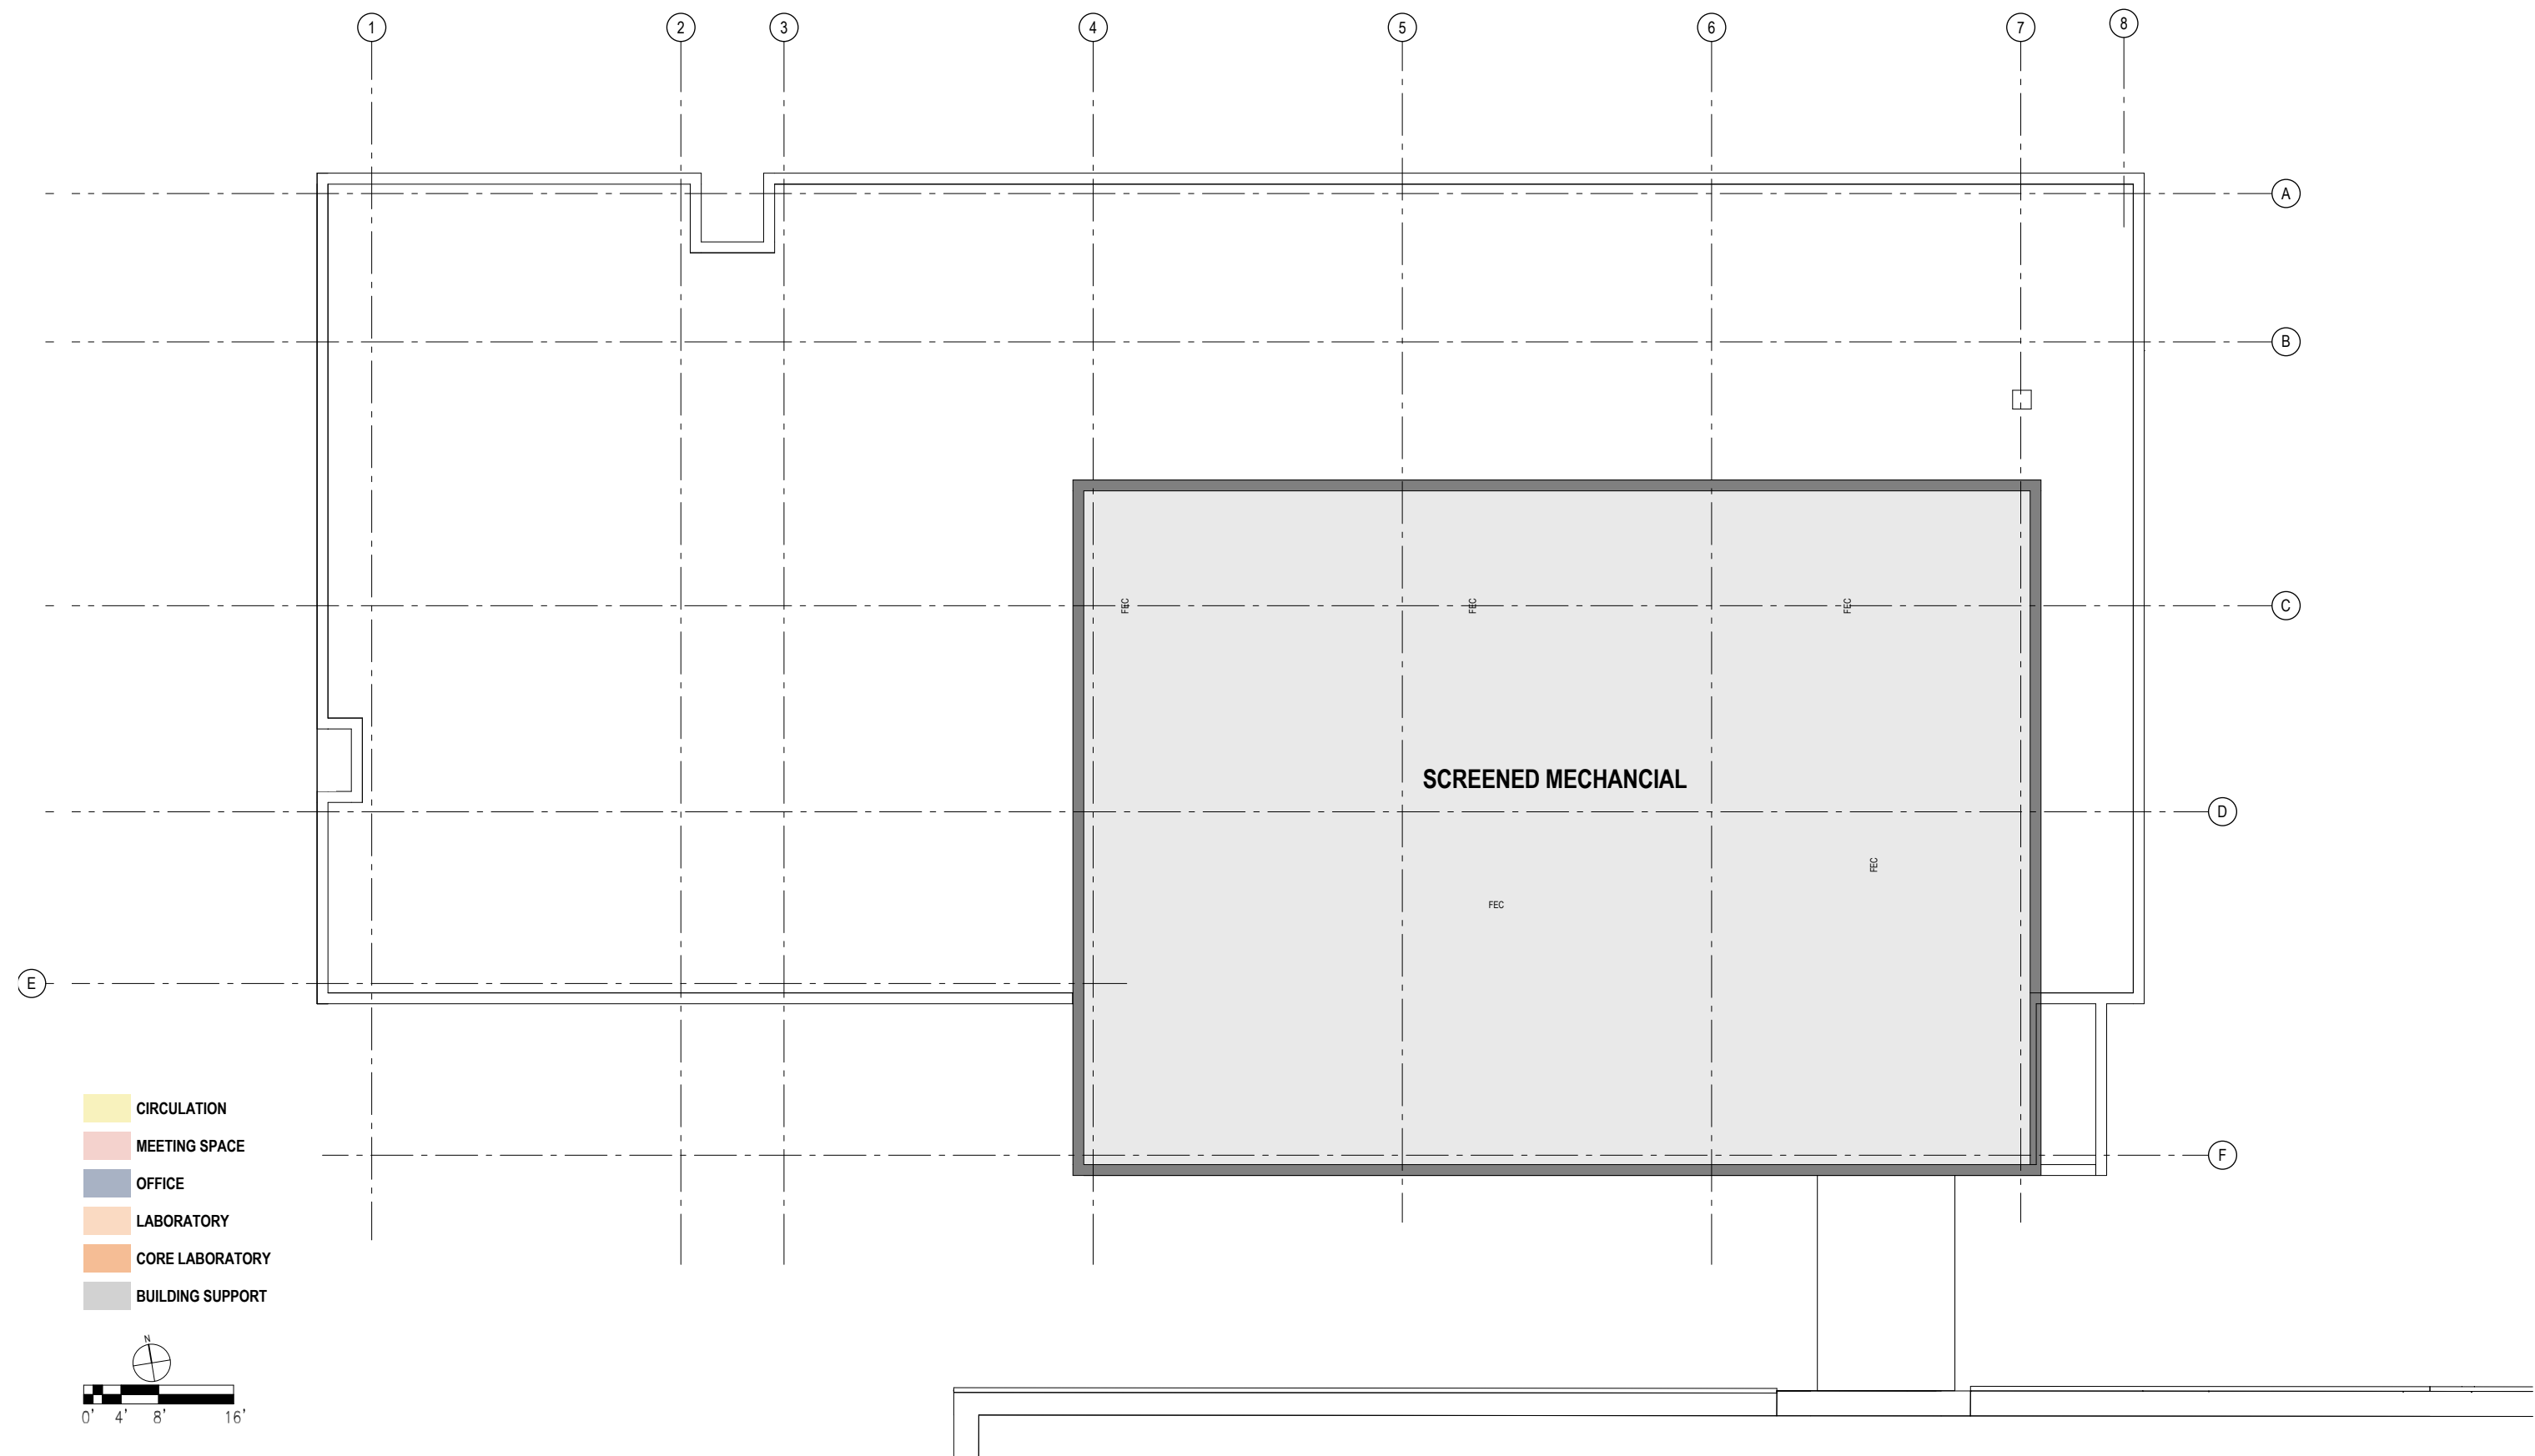 1 2 3 4 5 6 7 8
A
B
C
FEC FEC FEC
SCREENED MECHANCIAL
D
FEC
FEC
E
F
CIRCULATION
MEETING SPACE
OFFICE
LABORATORY
CORE LABORATORY
BUILDING SUPPORT
N
0' 4' 8' 16'